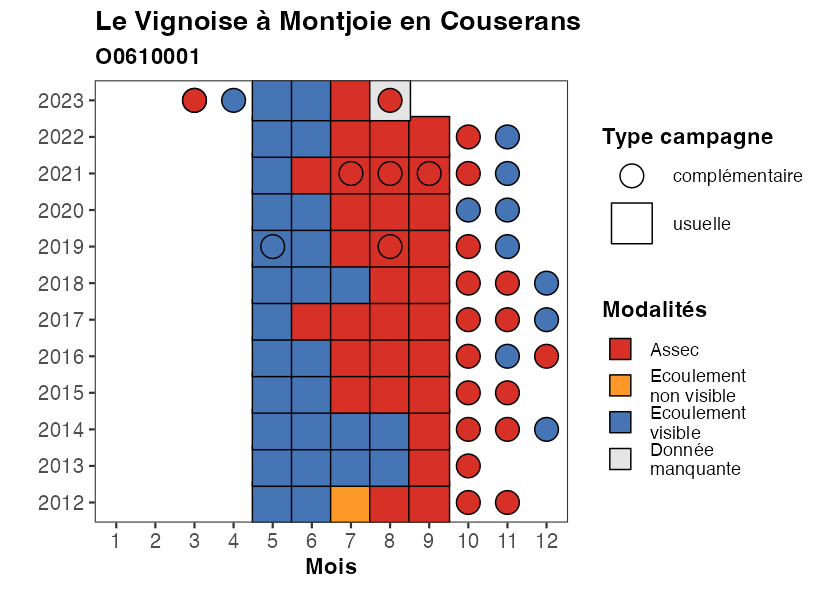 Le Vignoise à Montjoie en Couserans
O0610001
2023
2022
2021
2020
2019
2018
2017
2016
2015
2014
2013
2012
1 2 3 4 5 6 7 8 9 10 11 12
Mois
Type campagne
complémentaire
usuelle
Modalités
Assec
Ecoulement
non visible
Ecoulement
visible
Donnée
manquante